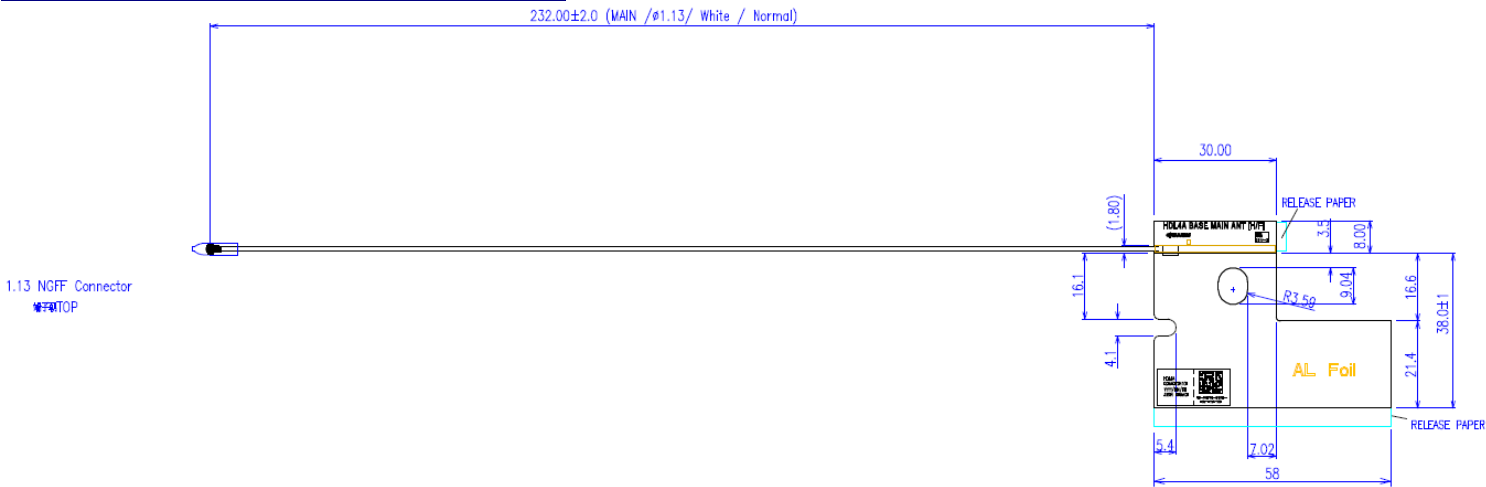 232.00±2.0 (MAIN /ø1.13/ White / Normal)
30.00
RELEASE PAPER
(1.80)
HDL4A BASE MAIN ANT [H/F]
3.5
8.00
1.13 NGFF Connector
TOP
16.1
R3.59
9.04
16.6
38.0±1
4.1
AL Foil
21.4
RELEASE PAPER
5.4
7.02
58